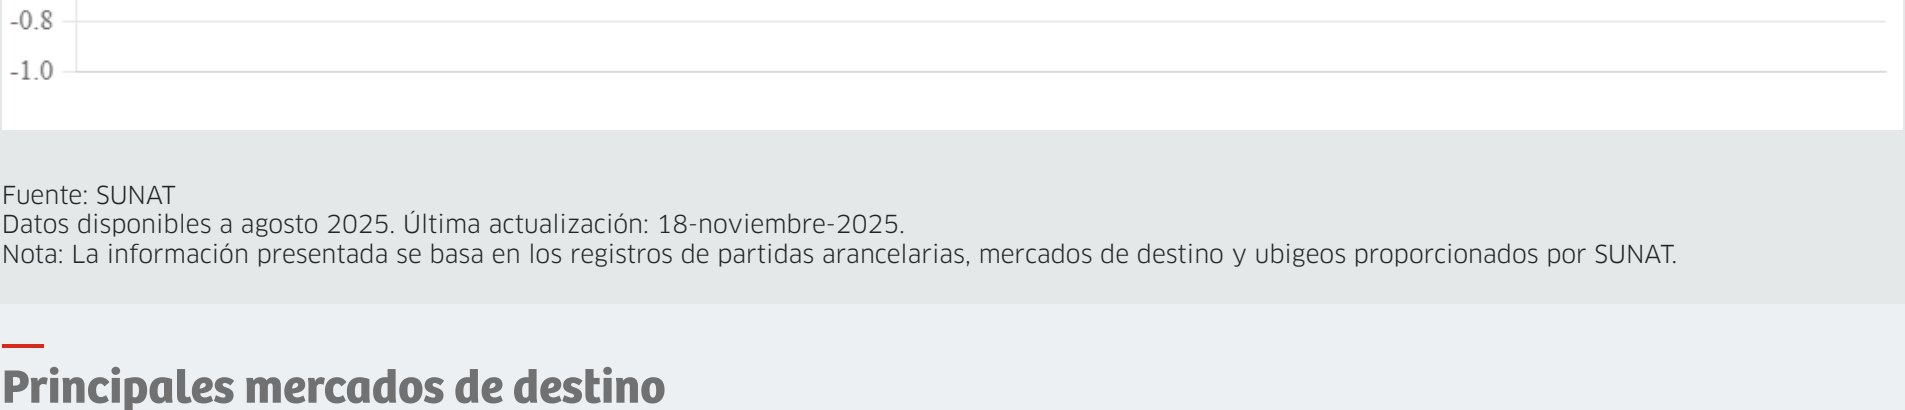 -0.8
-1.0
Fuente: SUNAT
Datos disponibles a agosto 2025. Última actualización: 18-noviembre-2025.
Nota: La información presentada se basa en los registros de partidas arancelarias, mercados de destino y ubigeos proporcionados por SUNAT.
Principales mercados de destino